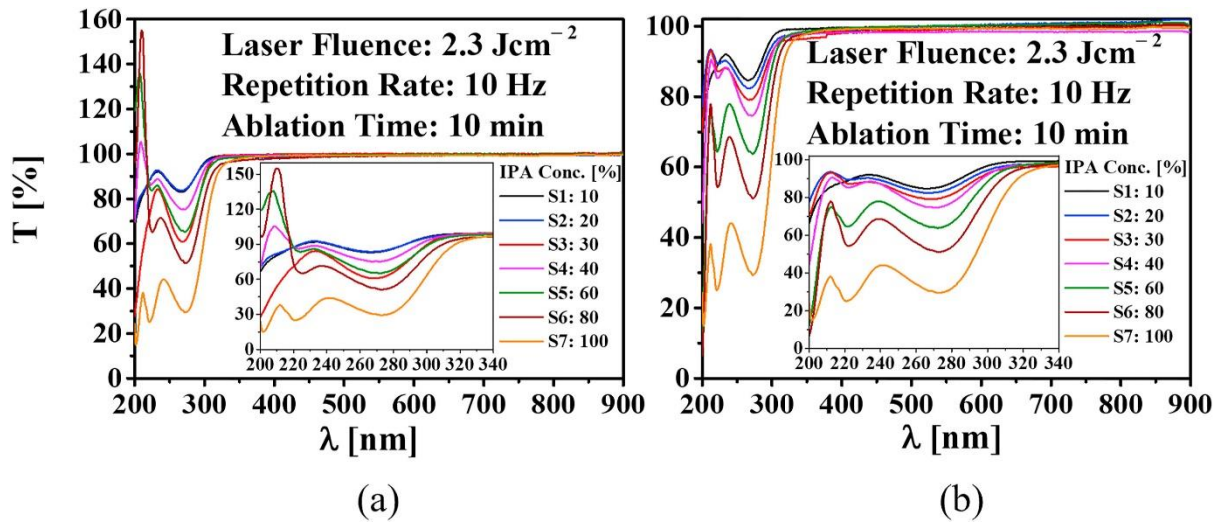 160
140
120
100
80
60
40
20
0
T [%]
Laser Fluence: 2.3 Jcm⁻²
Repetition Rate: 10 Hz
Ablation Time: 10 min
150
120
90
60
30
0
200 220 240 260 280 300 320 340
IPA Conc. [%]
S1: 10
S2: 20
S3: 30
S4: 40
S5: 60
S6: 80
S7: 100
200 300 400 500 600 700 800 900
λ [nm]
(a)
100
80
60
40
20
0
Laser Fluence: 2.3 Jcm⁻²
Repetition Rate: 10 Hz
Ablation Time: 10 min
100
80
60
40
20
0
200 220 240 260 280 300 320 340
IPA Conc. [%]
S1: 10
S2: 20
S3: 30
S4: 40
S5: 60
S6: 80
S7: 100
200 300 400 500 600 700 800 900
λ [nm]
(b)